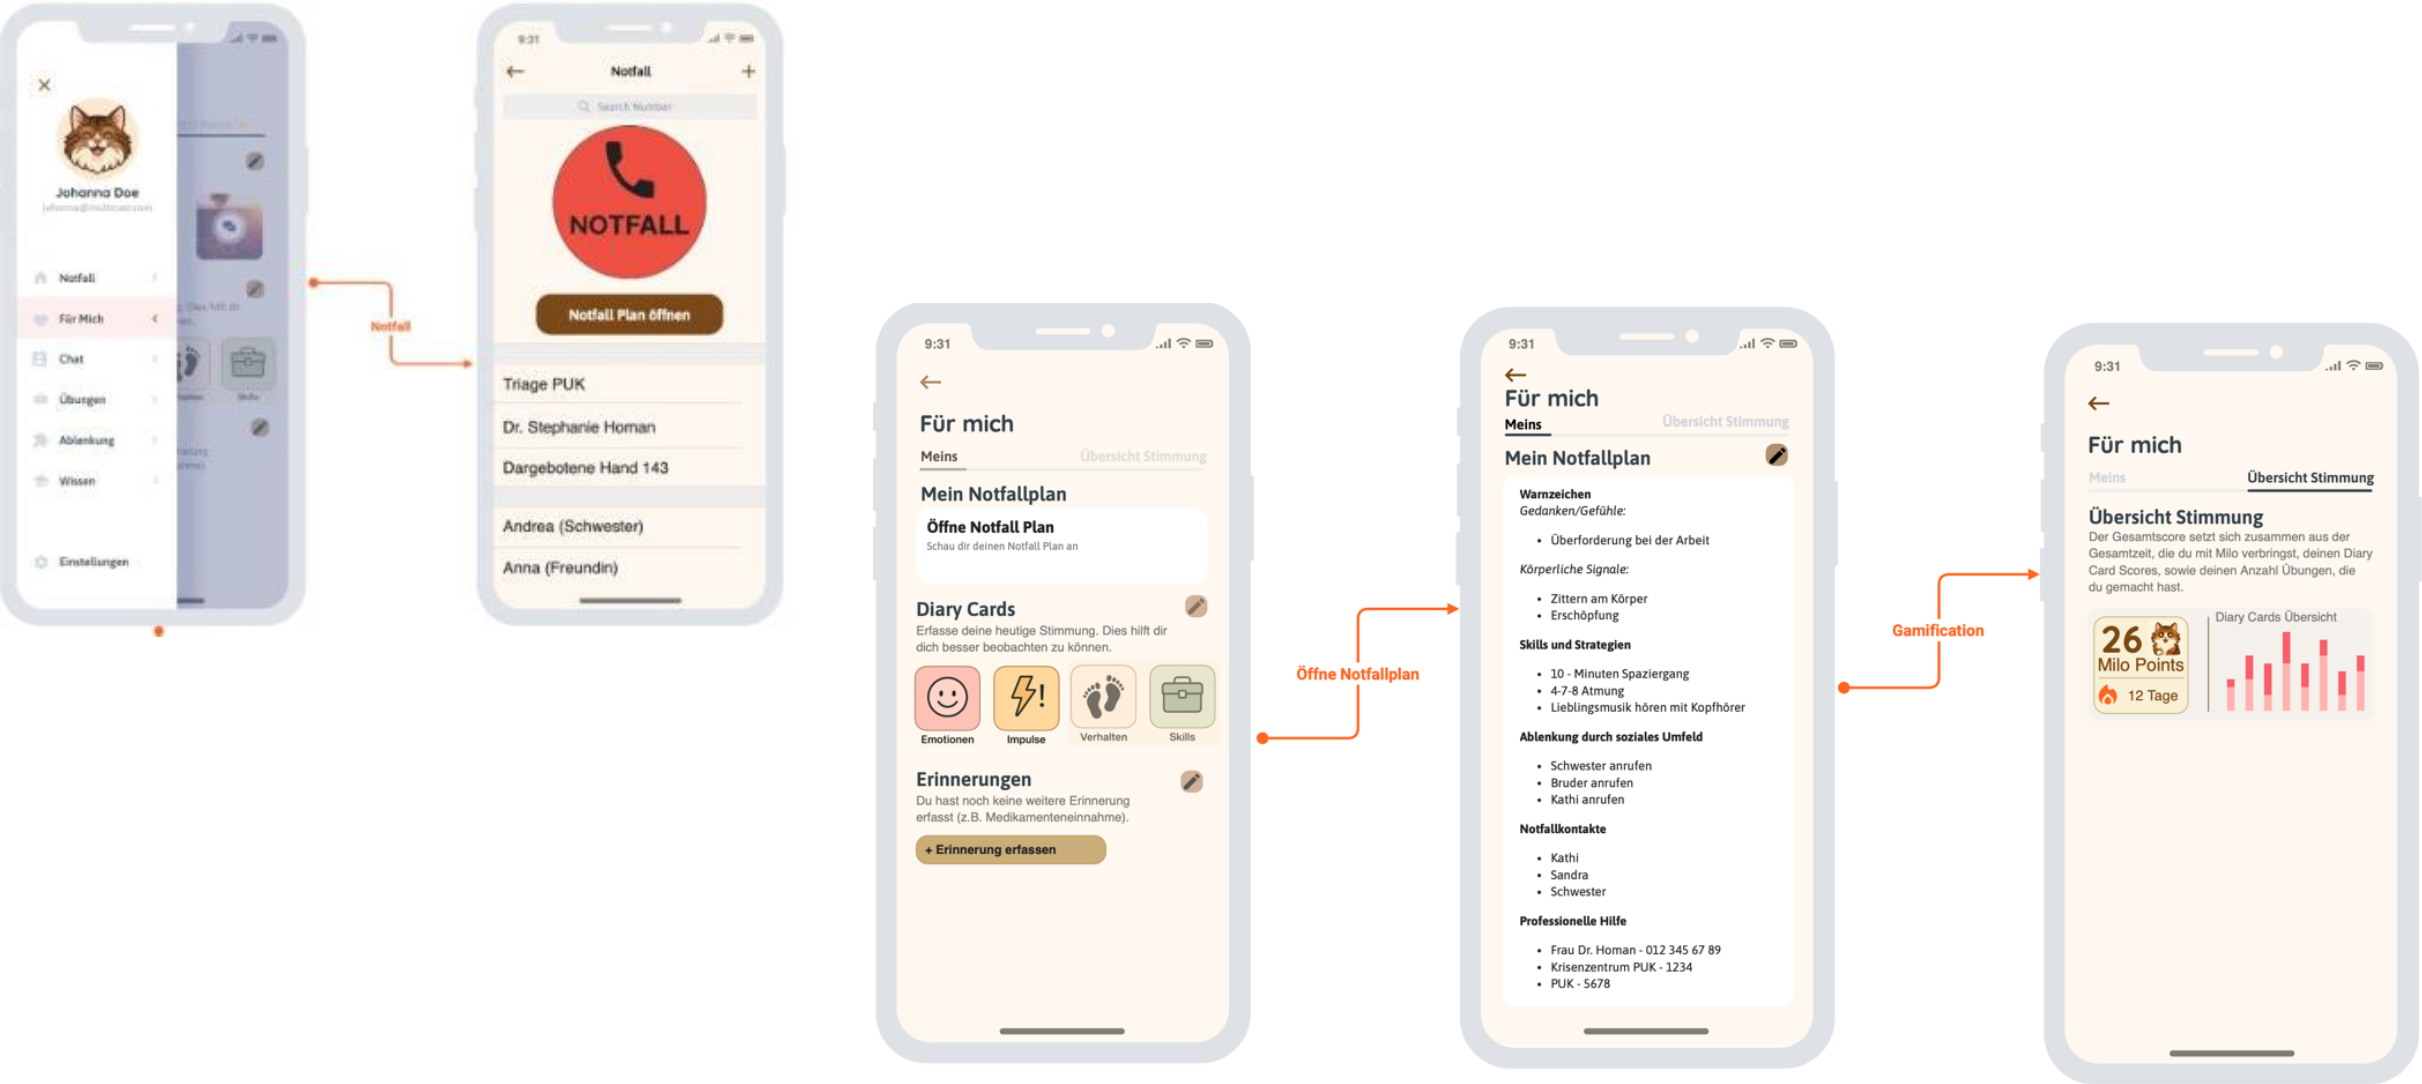 Johanna Doe
Notfall
Für Mich
Chat
Übungen
Ablenkung
Wissen
Einstellungen
Skills
Notfall
9:31
Notfall
Search Number
NOTFALL
Notfall Plan öffnen
Triage PUK
Dr. Stephanie Homan
Dargebotene Hand 143
Andrea (Schwester)
Anna (Freundin)
9:31
Für mich
Meins
Übersicht Stimmung
Mein Notfallplan
Öffne Notfall Plan
Schau dir deinen Notfall Plan an
Diary Cards
Erfasse deine heutige Stimmung. Dies hilft dir
dich besser beobachten zu können.
Emotionen
Impulse
Verhalten
Skills
Erinnerungen
Du hast noch keine weitere Erinnerung
erfasst (z.B. Medikamenteneinnahme).
+ Erinnerung erfassen
Öffne Notfallplan
9:31
Für mich
Meins
Übersicht Stimmung
Mein Notfallplan
Warnzeichen
Gedanken/Gefühle:
• Überforderung bei der Arbeit
Körperliche Signale:
• Zittern am Körper
• Erschöpfung
Skills und Strategien
• 10 - Minuten Spaziergang
• 4-7-8 Atmung
• Lieblingsmusik hören mit Kopfhörer
Ablenkung durch soziales Umfeld
• Schwester anrufen
• Bruder anrufen
• Kathi anrufen
Notfallkontakte
• Kathi
• Sandra
• Schwester
Professionelle Hilfe
• Frau Dr. Homan - 012 345 67 89
• Krisenzentrum PUK - 1234
• PUK - 5678
Gamification
9:31
Für mich
Meins
Übersicht Stimmung
Übersicht Stimmung
Der Gesamtscore setzt sich zusammen aus der
Gesamtzeit, die du mit Milo verbringst, deinen Diary
Card Scores, sowie deinen Anzahl Übungen, die
du gemacht hast.
26
Milo Points
12 Tage
Diary Cards Übersicht